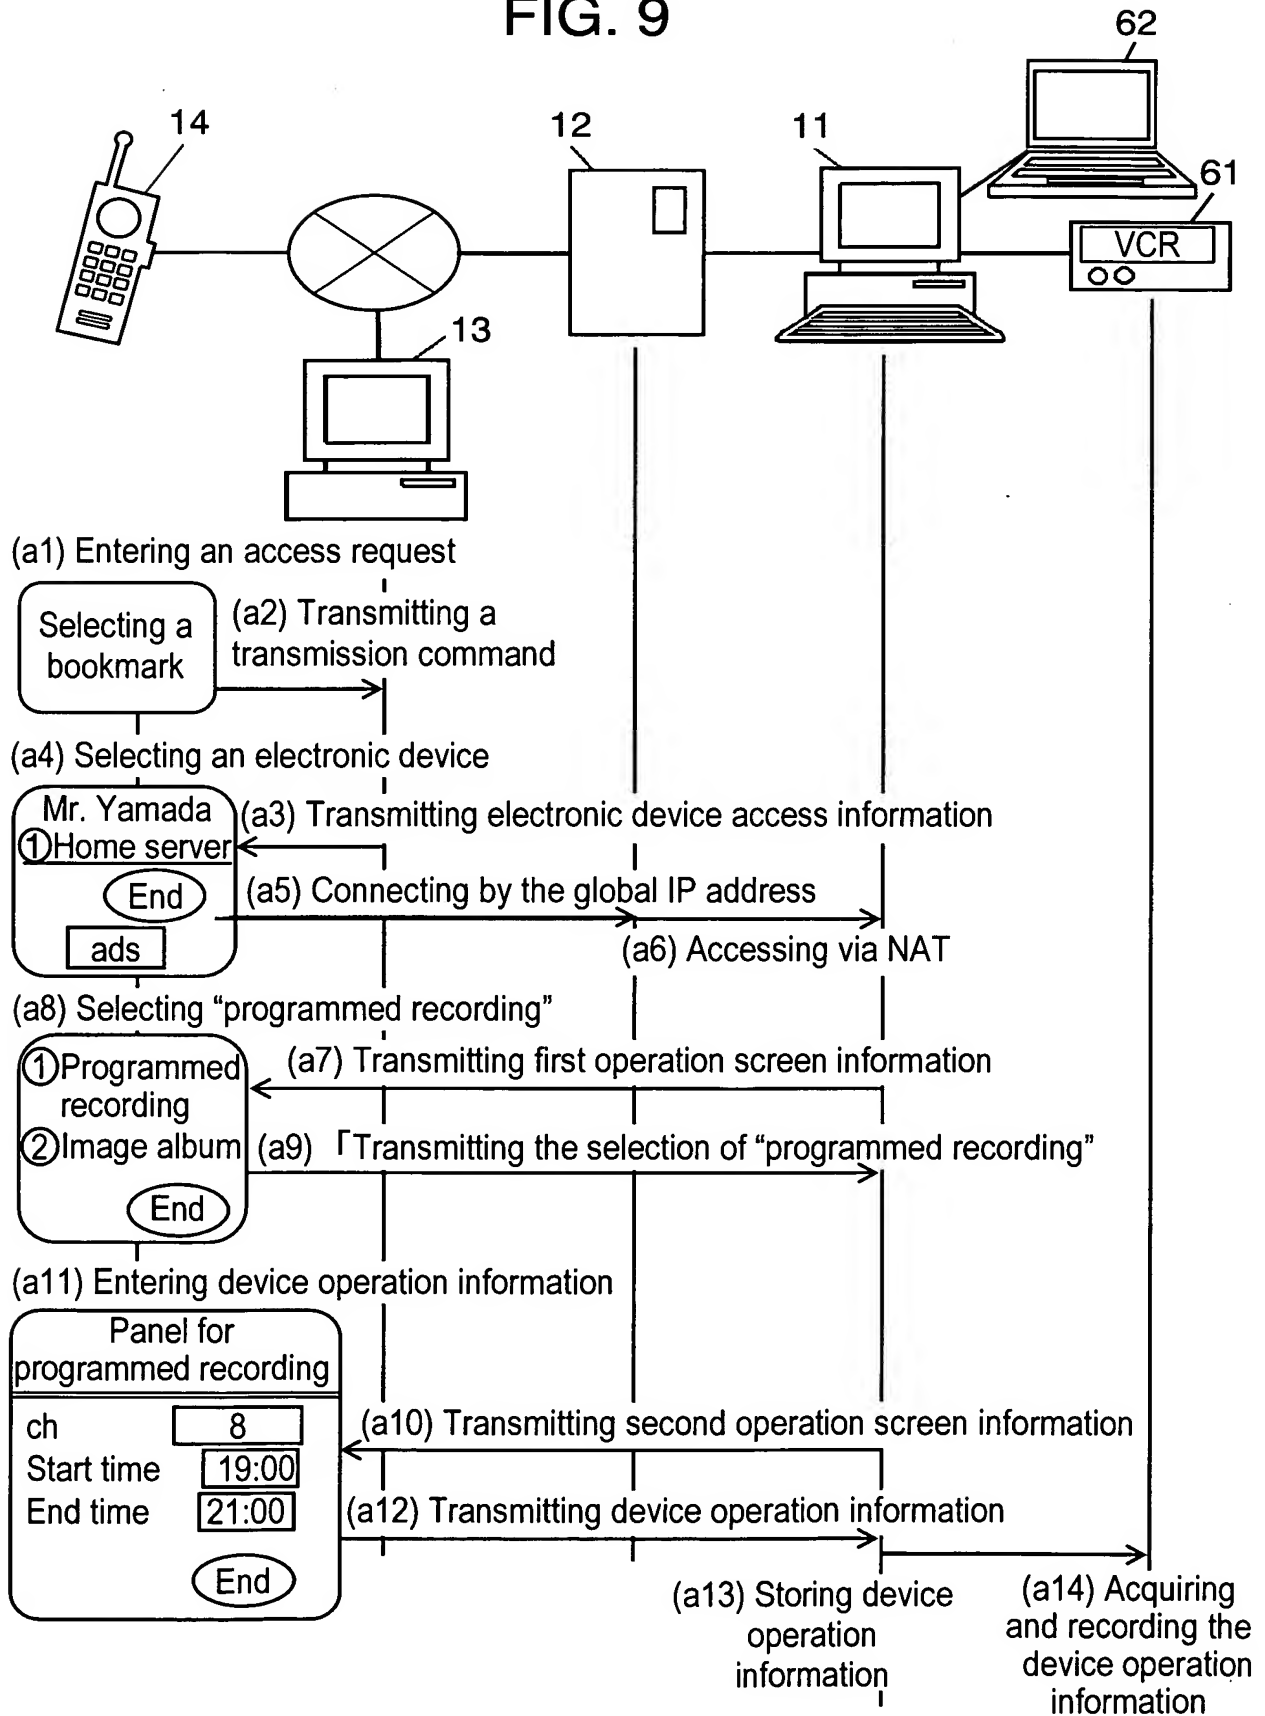 FIG. 9
62
14
12
11
61
VCR
13
(a1) Entering an access request
Selecting a
bookmark
(a2) Transmitting a
transmission command
(a4) Selecting an electronic device
Mr. Yamada
①Home server
End
ads
(a3) Transmitting electronic device access information
(a5) Connecting by the global IP address
(a6) Accessing via NAT
(a8) Selecting “programmed recording”
①Programmed
recording
②Image album
End
(a7) Transmitting first operation screen information
(a9) 「Transmitting the selection of “programmed recording”
(a11) Entering device operation information
Panel for
programmed recording
ch 8
Start time 19:00
End time 21:00
End
(a10) Transmitting second operation screen information
(a12) Transmitting device operation information
(a13) Storing device
operation
information
(a14) Acquiring
and recording the
device operation
information